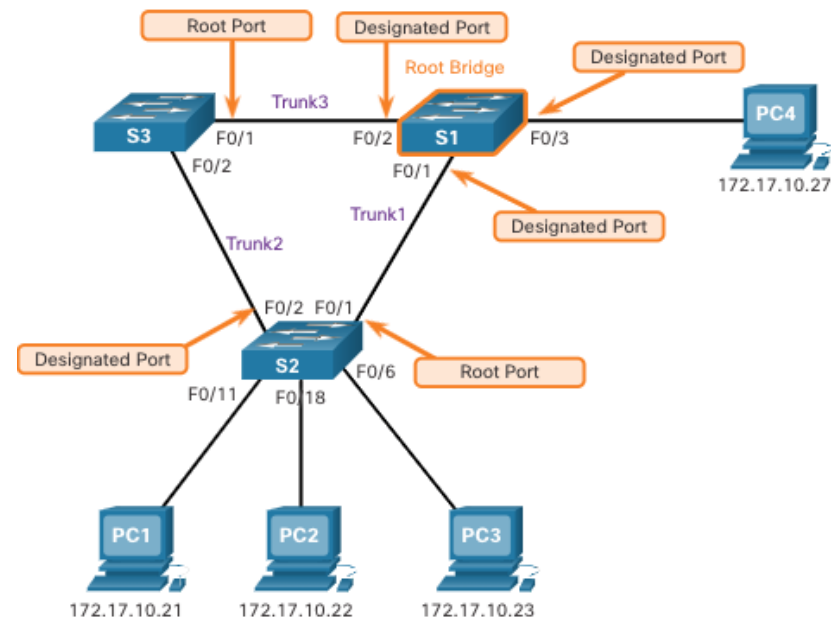 Root Port
Designated Port
Root Bridge
Designated Port
Trunk3
PC4
S3
F0/1
F0/2
S1
F0/3
F0/2
F0/1
172.17.10.27
Trunk1
Designated Port
Trunk2
F0/2
F0/1
Designated Port
S2
F0/6
Root Port
F0/11
F0/18
PC1
PC2
PC3
172.17.10.21
172.17.10.22
172.17.10.23